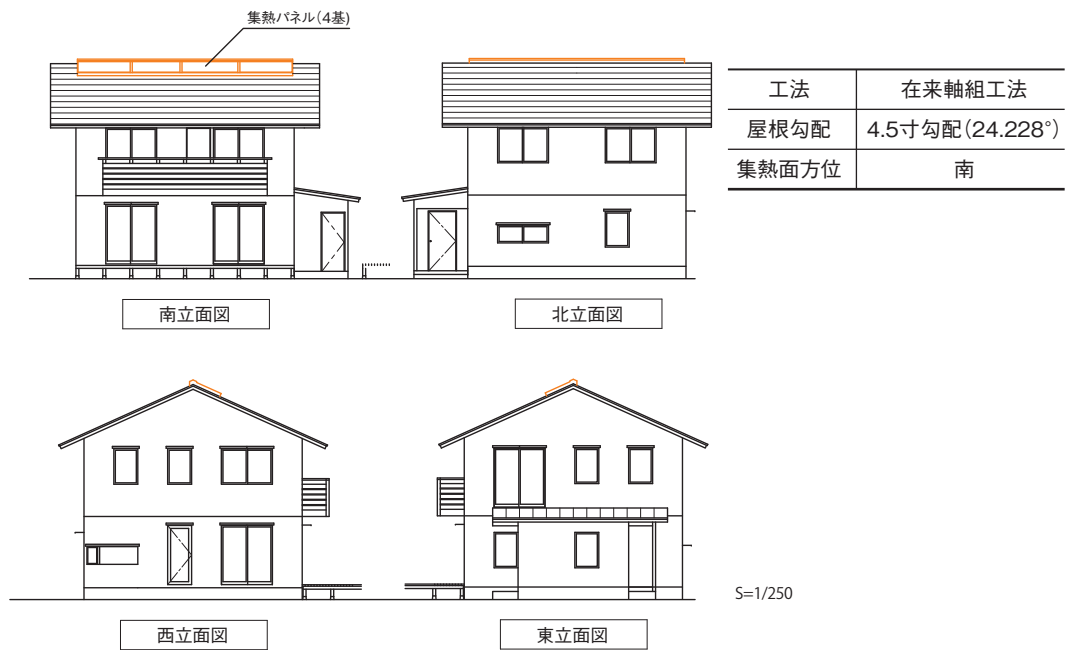 集熱パネル(4基)
工法 在来軸組工法
屋根勾配 4.5寸勾配(24.228°)
集熱面方位 南
南立面図
北立面図
西立面図
東立面図
S=1/250